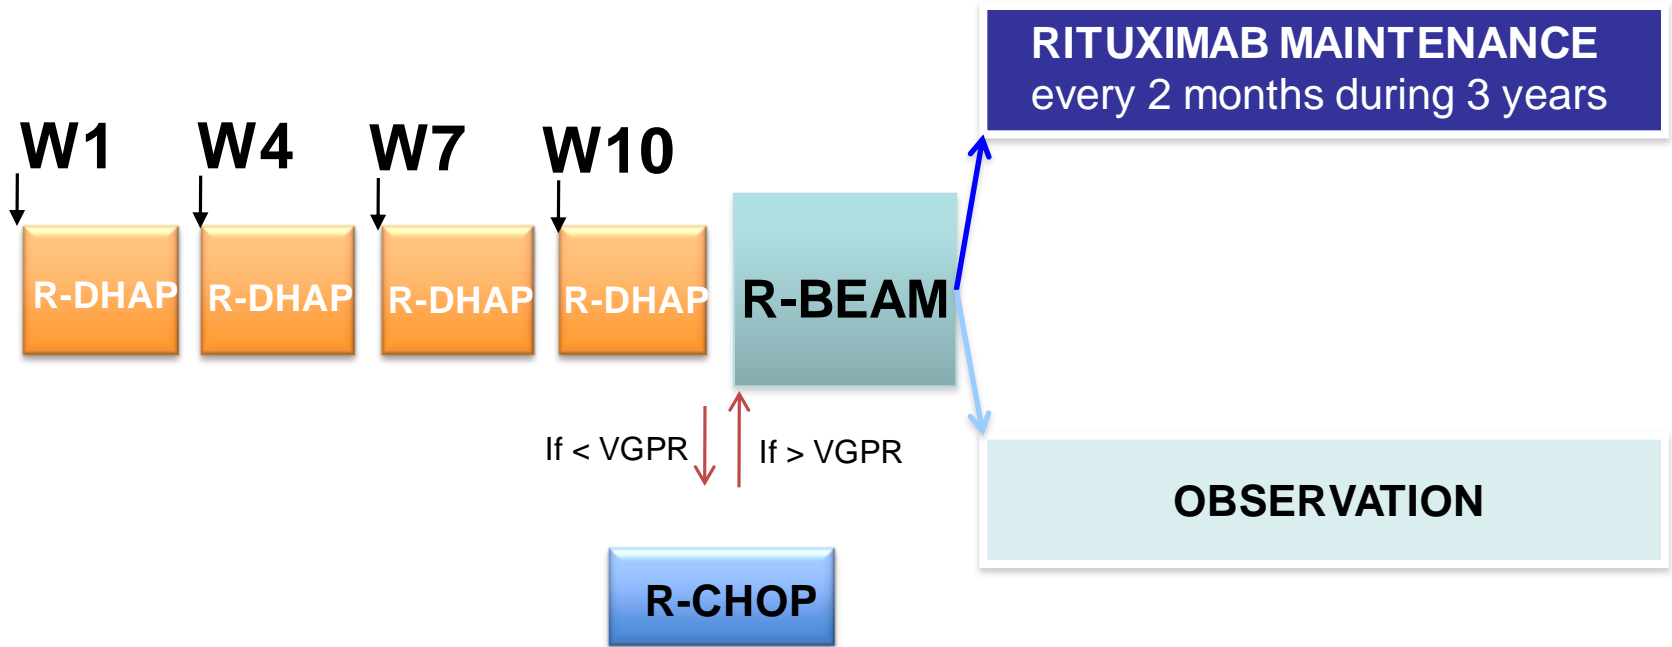 RITUXIMAB MAINTENANCE
every 2 months during 3 years
W1 W4 W7 W10
R-DHAP R-DHAP R-DHAP R-DHAP
R-BEAM
If < VGPR
If > VGPR
OBSERVATION
R-CHOP